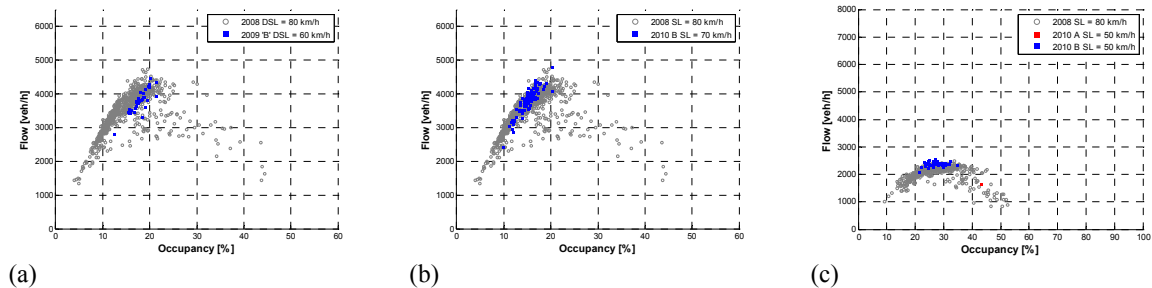 2008 DSL = 80 km/h
2009 'B' DSL = 60 km/h
Flow [veh/h]
6000
5000
4000
3000
2000
1000
0
0 10 20 30 40 50 60
Occupancy [%]
(a)
2008 SL = 80 km/h
2010 B SL = 70 km/h
Flow [veh/h]
6000
5000
4000
3000
2000
1000
0
0 10 20 30 40 50 60
Occupancy [%]
(b)
2008 SL = 80 km/h
2010 A SL = 50 km/h
2010 B SL = 50 km/h
Flow [veh/h]
8000
7000
6000
5000
4000
3000
2000
1000
0
0 10 20 30 40 50 60 70 80 90 100
Occupancy [%]
(c)